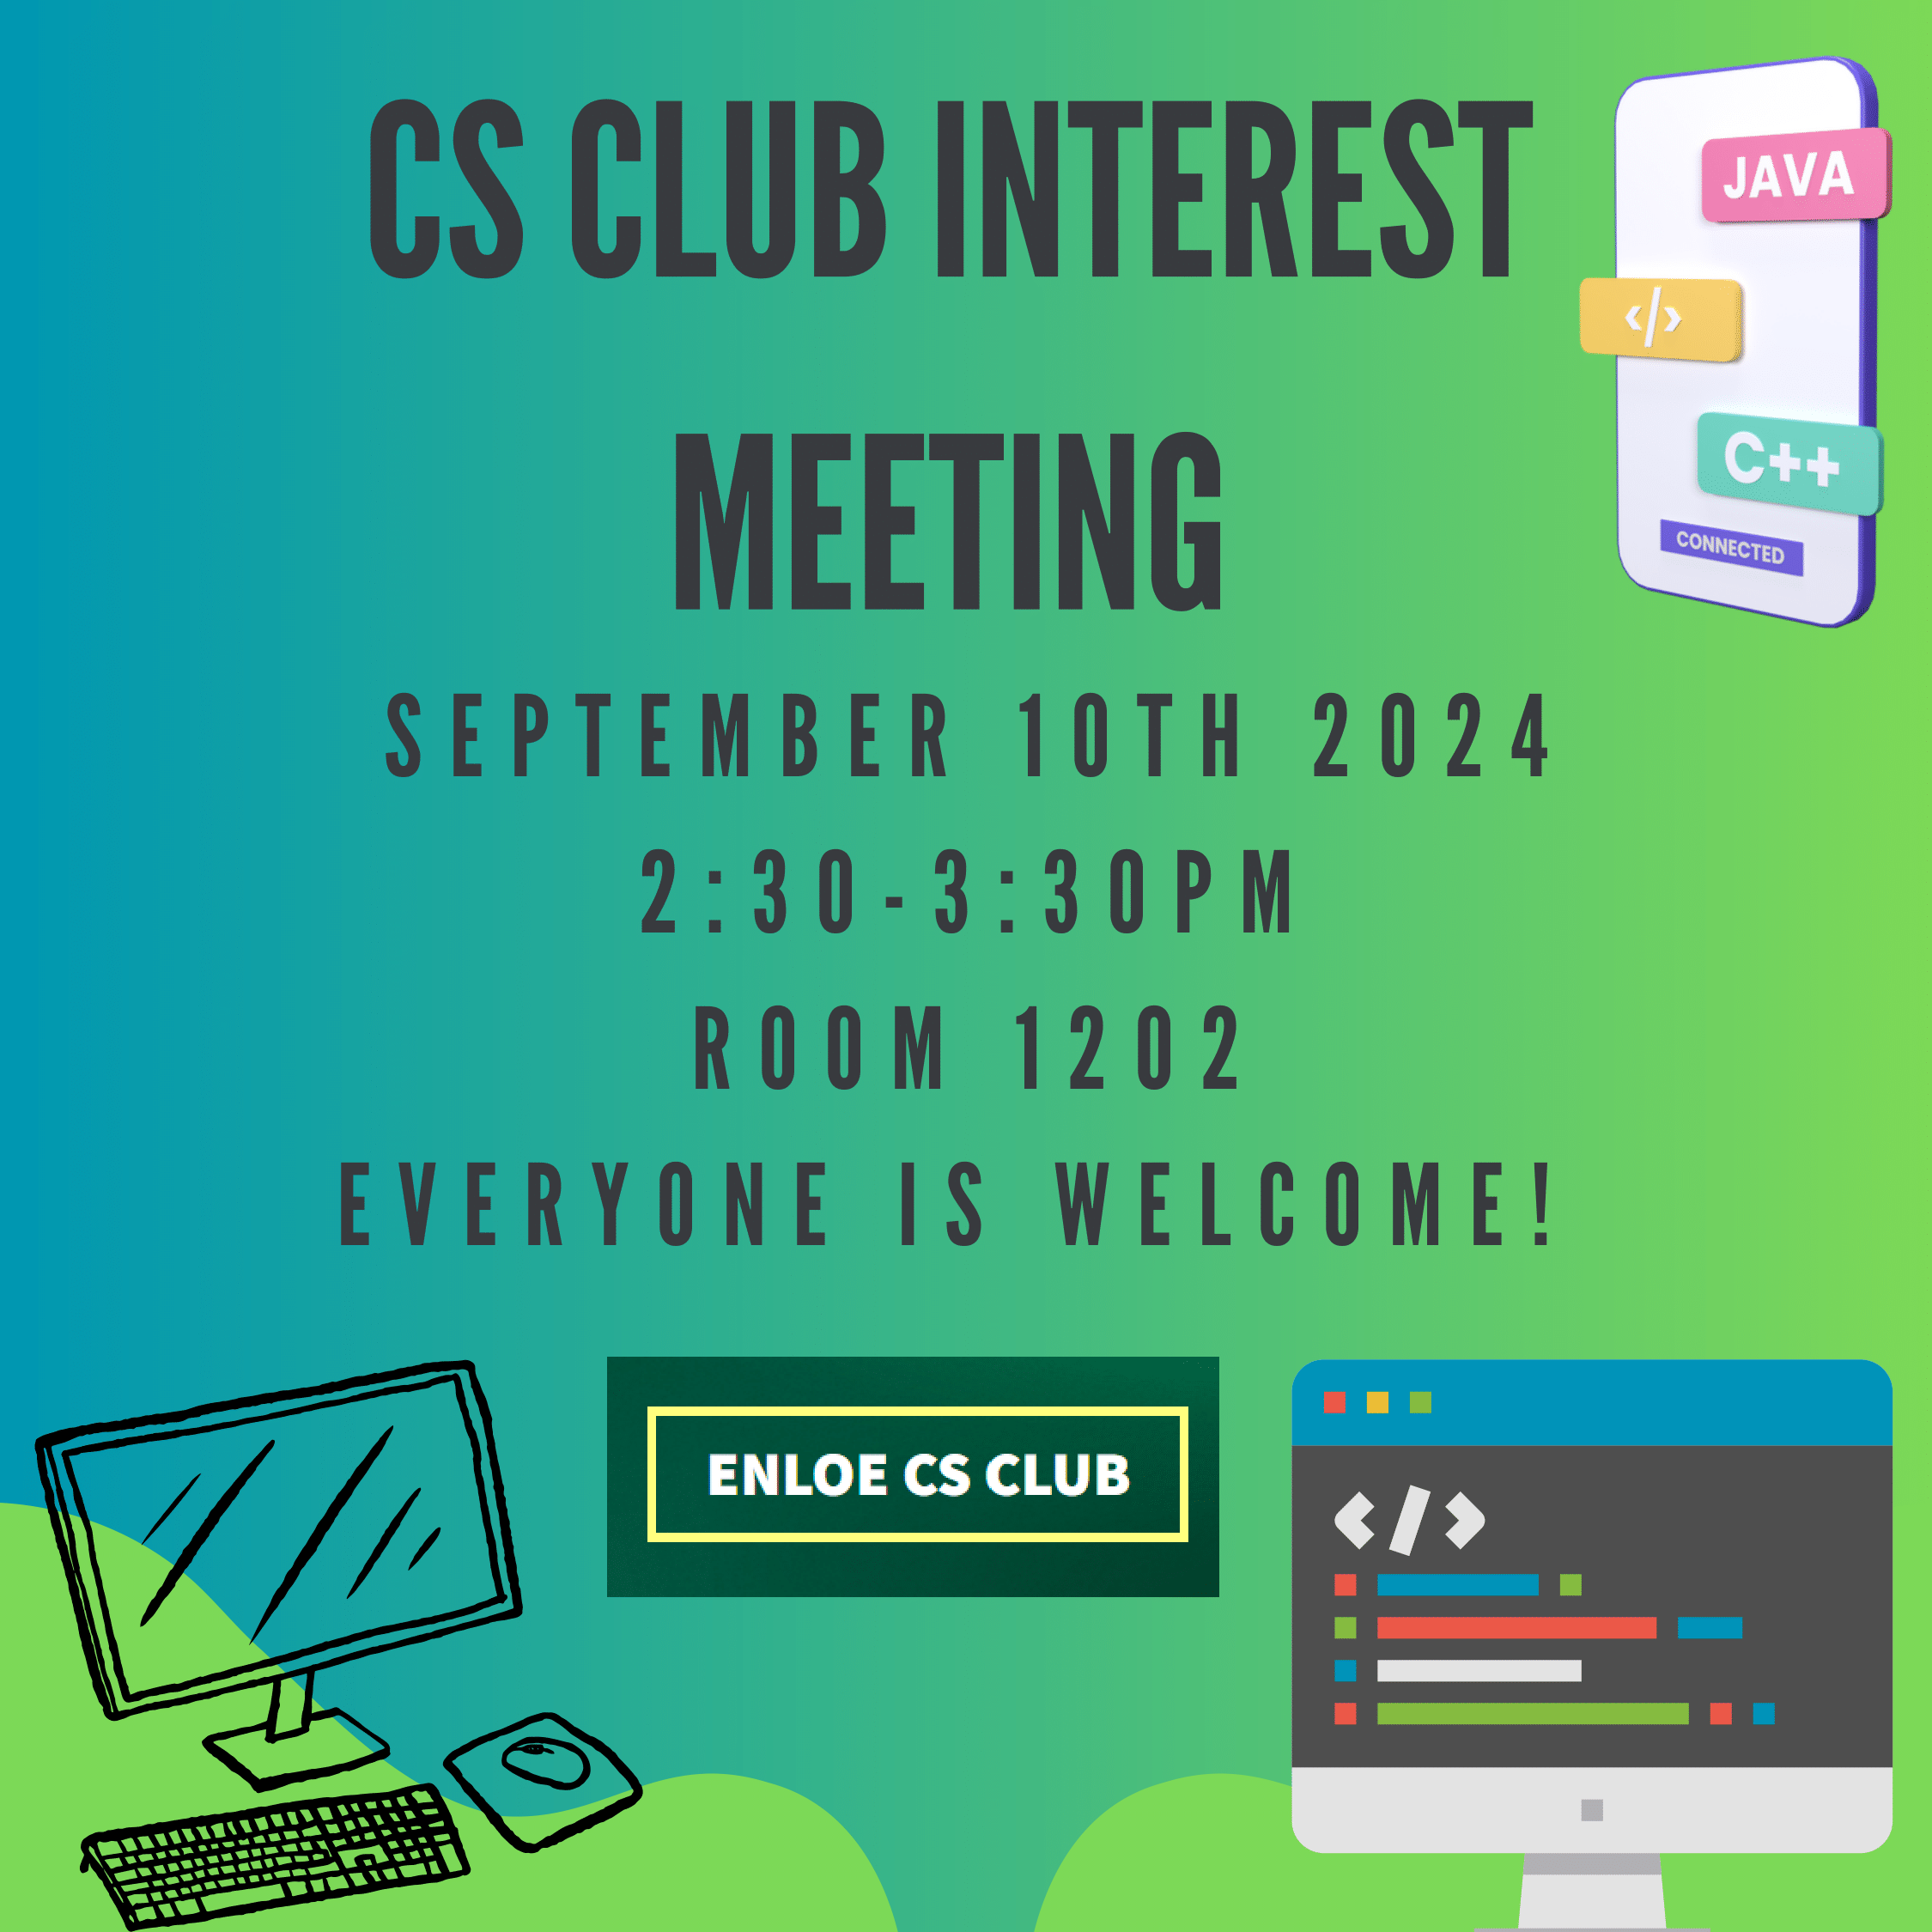 CS CLUB INTEREST
MEETING
JAVA
</>
C++
CONNECTED
SEPTEMBER 10TH 2024
2:30-3:30PM
ROOM 1202
EVERYONE IS WELCOME!
ENLOE CS CLUB
</>